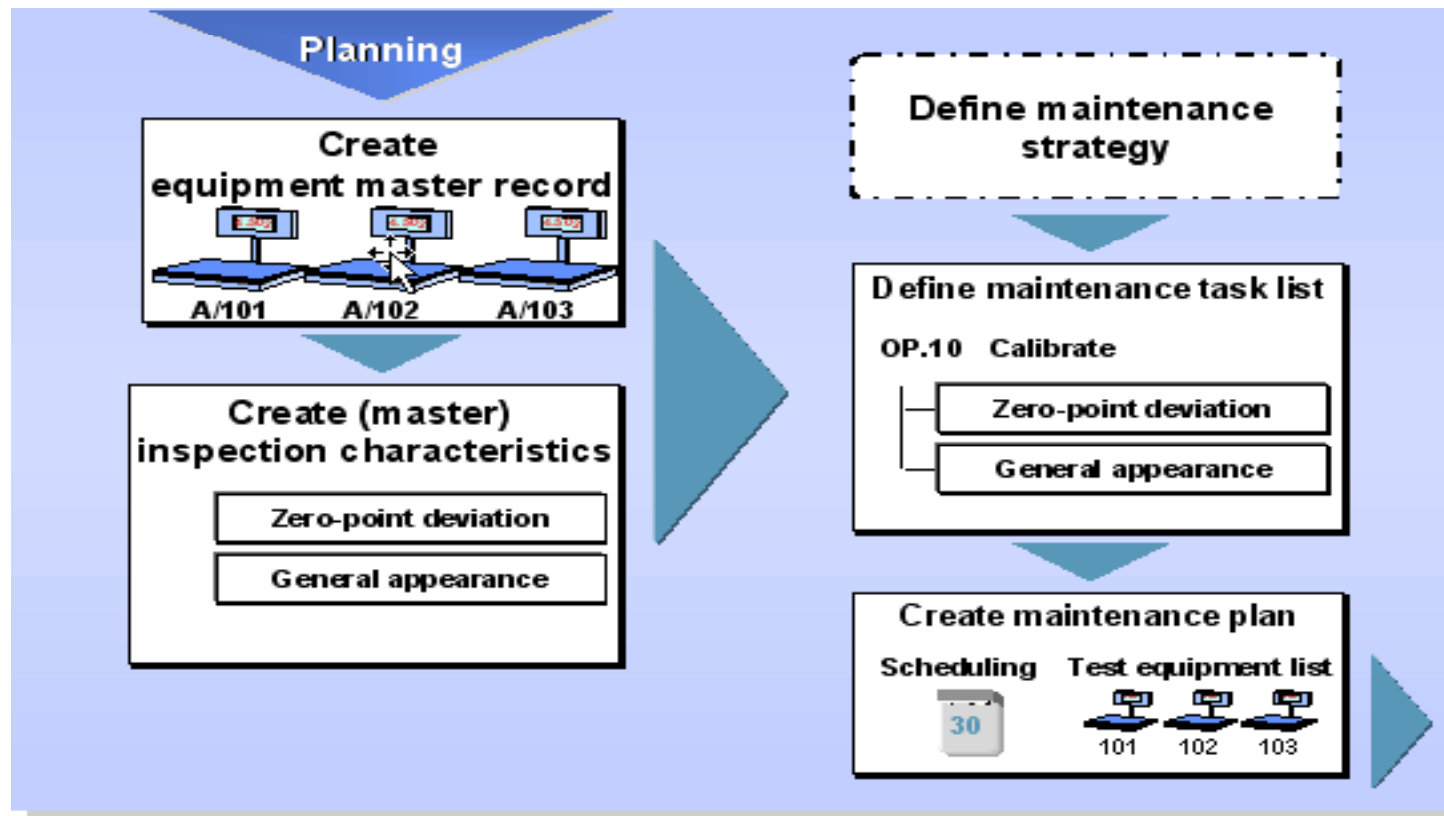 Planning
Create
equipment master record
A/101 A/102 A/103
Create (master)
inspection characteristics
Zero-point deviation
General appearance
Define maintenance
strategy
Define maintenance task list
OP.10 Calibrate
Zero-point deviation
General appearance
Create maintenance plan
Scheduling Test equipment list
30
101 102 103